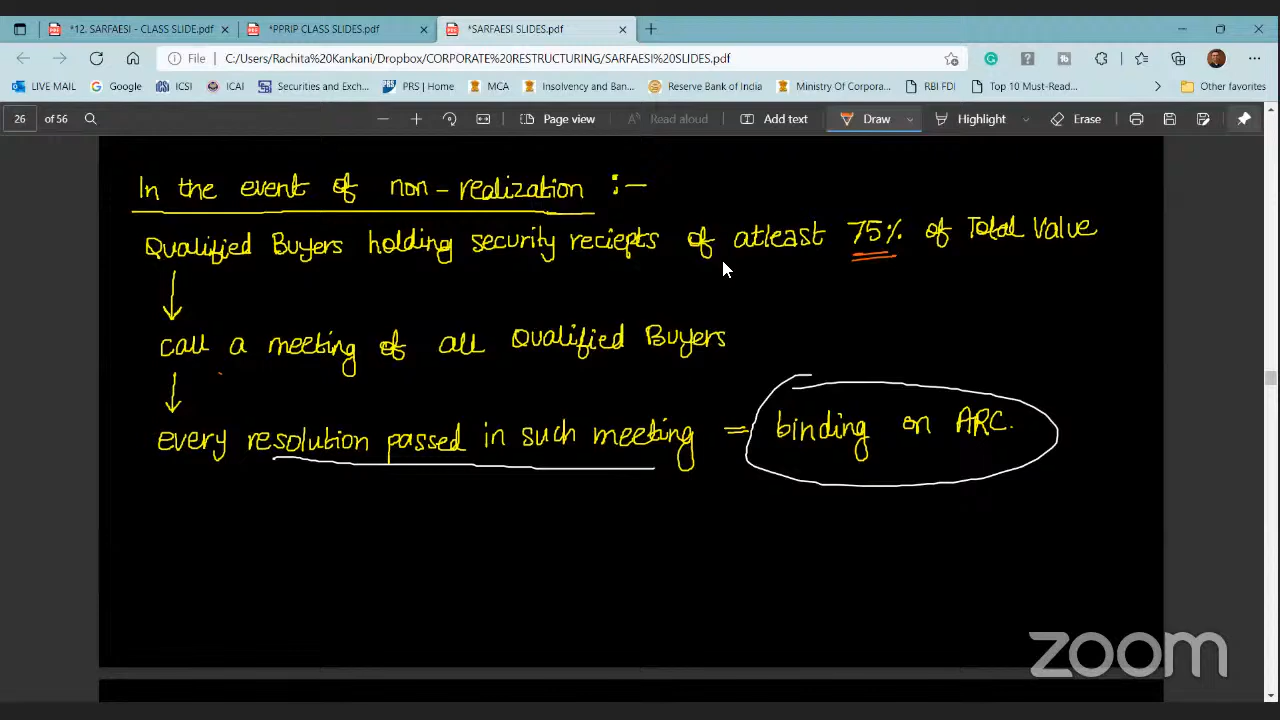 *12. SARFAESI - CLASS SLIDE.pdf
*PPRIP CLASS SLIDES.pdf
*SARFAESI SLIDES.pdf
File
C:/Users/Rachita%20Kankani/Dropbox/CORPORATE%20RESTRUCTURING/SARFAESI%20SLIDES.pdf
LIVE MAIL Google ICSI ICAI Securities and Exch... PRS | Home MCA Insolvency and Ban... Reserve Bank of India Ministry Of Corpora... RBI FDI Top 10 Must-Read... Other favorites
26 of 56 Page view Read aloud Add text Draw Highlight Erase
In the event of non-realization :-
Qualified Buyers holding security reciepts of atleast 75% of Total Value
call a meeting of all Qualified Buyers
every resolution passed in such meeting = binding on ARC.
zoom